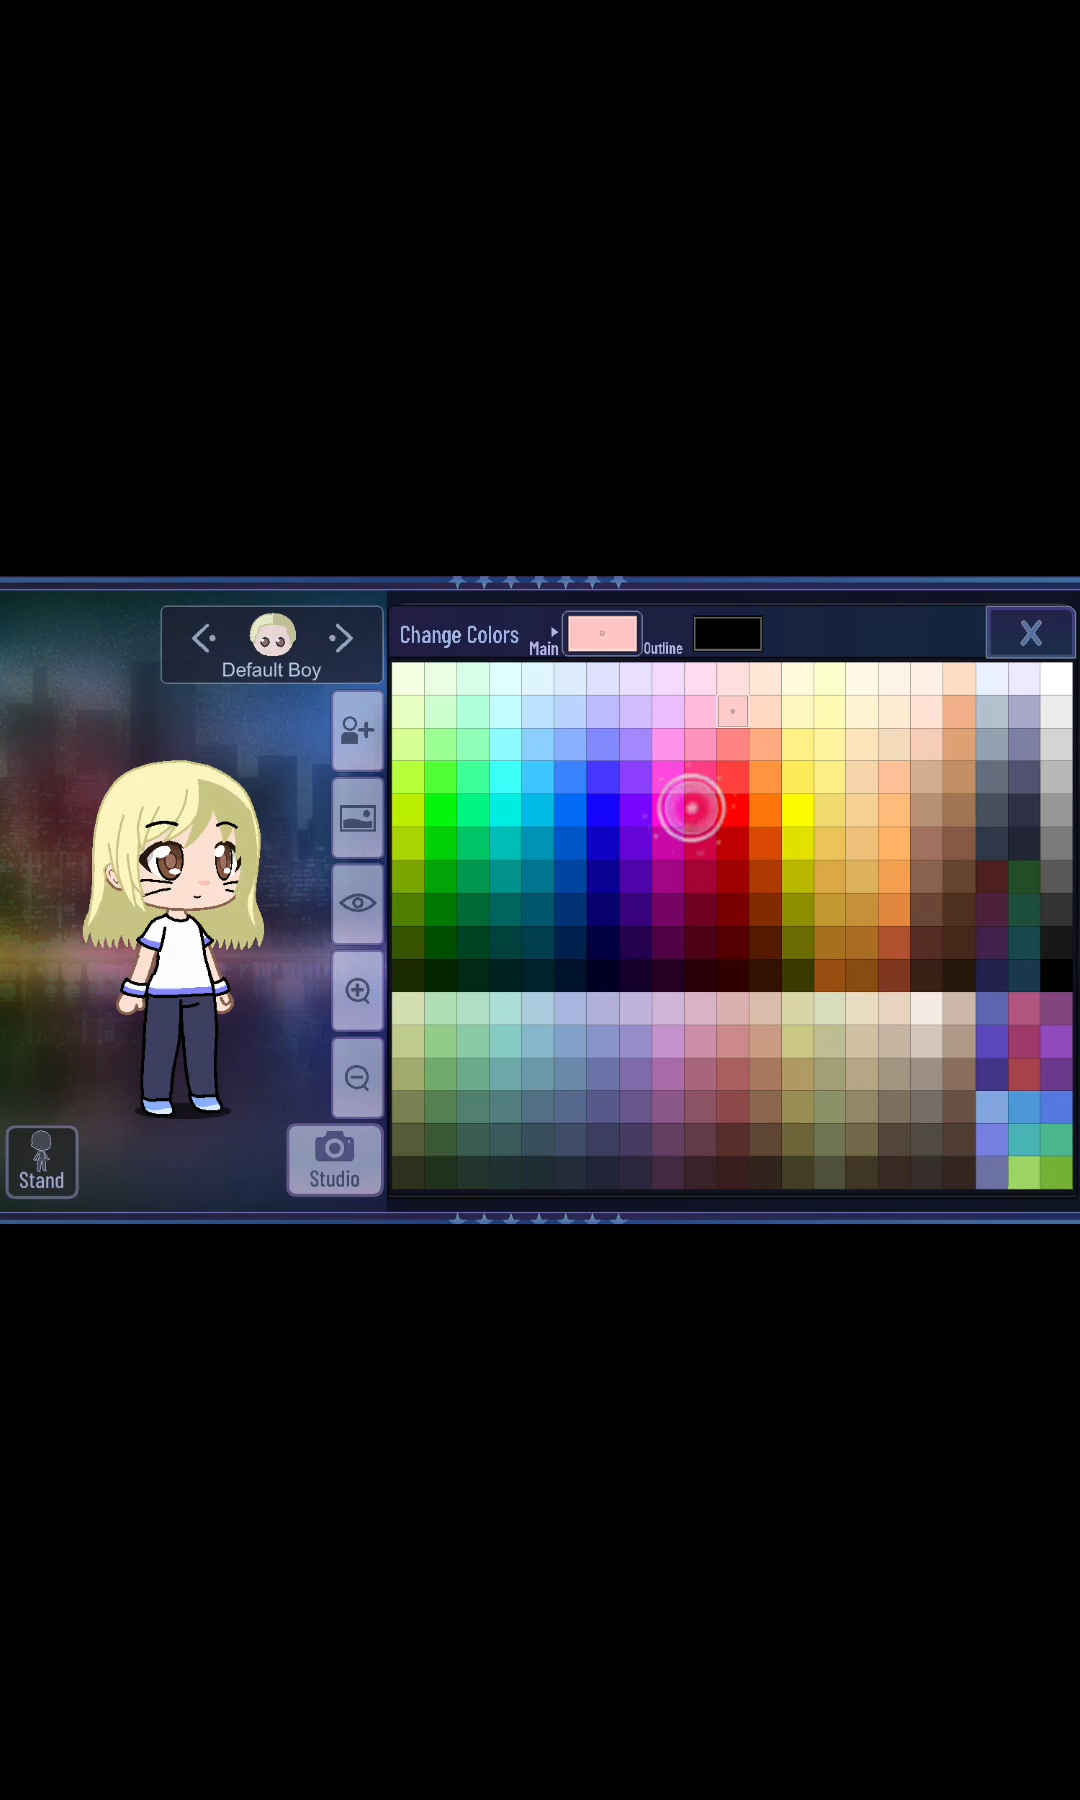 Change Colors
Main
Outline
X
Default Boy
Stand
Studio